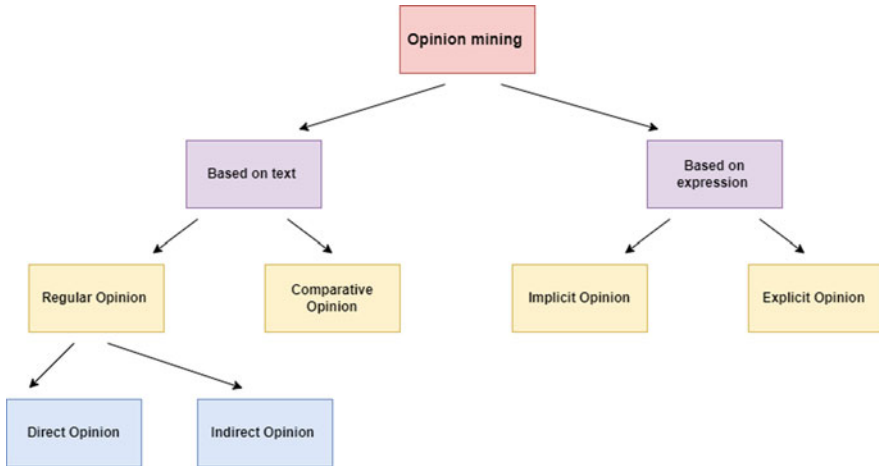 Opinion mining
Based on text
Based on
expression
Regular Opinion
Comparative
Opinion
Implicit Opinion
Explicit Opinion
Direct Opinion
Indirect Opinion